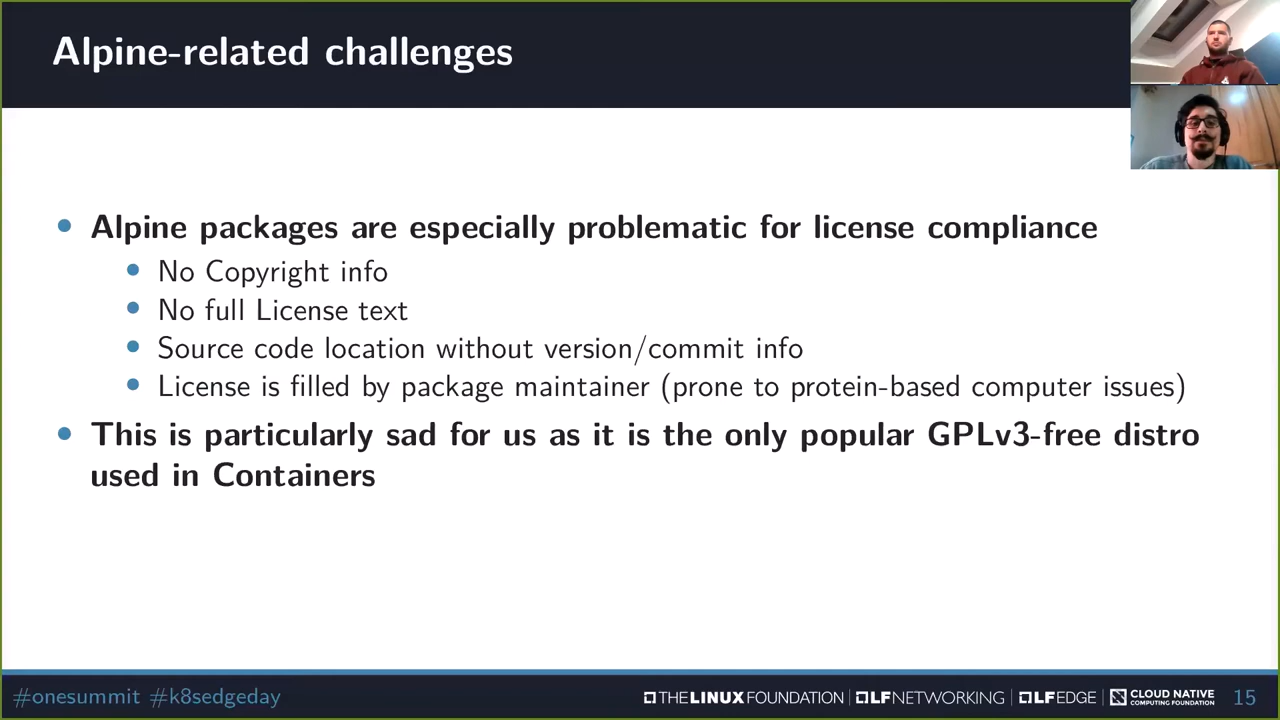 Alpine-related challenges
Alpine packages are especially problematic for license compliance
No Copyright info
No full License text
Source code location without version/commit info
License is filled by package maintainer (prone to protein-based computer issues)
This is particularly sad for us as it is the only popular GPLv3-free distro
used in Containers
#onesummit #k8sedgeday
THE LINUX FOUNDATION | LF NETWORKING | LF EDGE | CLOUD NATIVE COMPUTING FOUNDATION 15